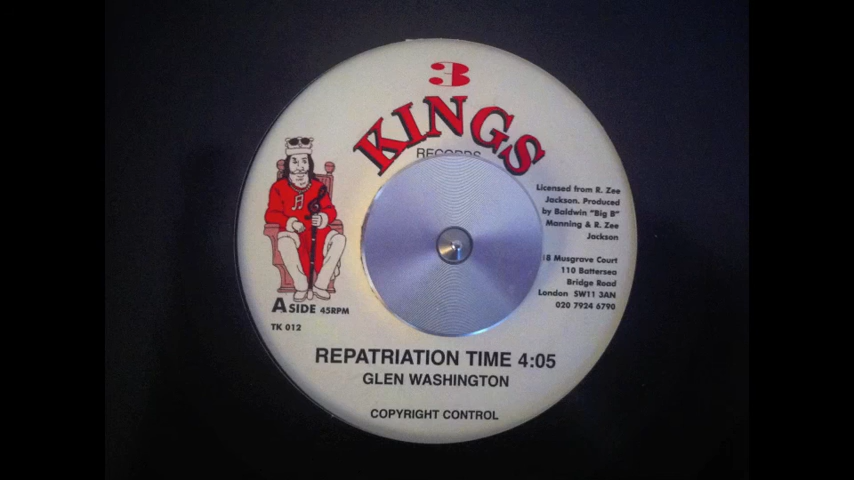 3
KINGS
RECORDS
Licensed from R. Zee
Jackson. Produced
by Baldwin "Big B"
Manning & R. Zee
Jackson
18 Musgrave Court
110 Battersea
Bridge Road
London SW11 3AN
020 7924 6790
A SIDE 45RPM
TK 012
REPATRIATION TIME 4:05
GLEN WASHINGTON
COPYRIGHT CONTROL